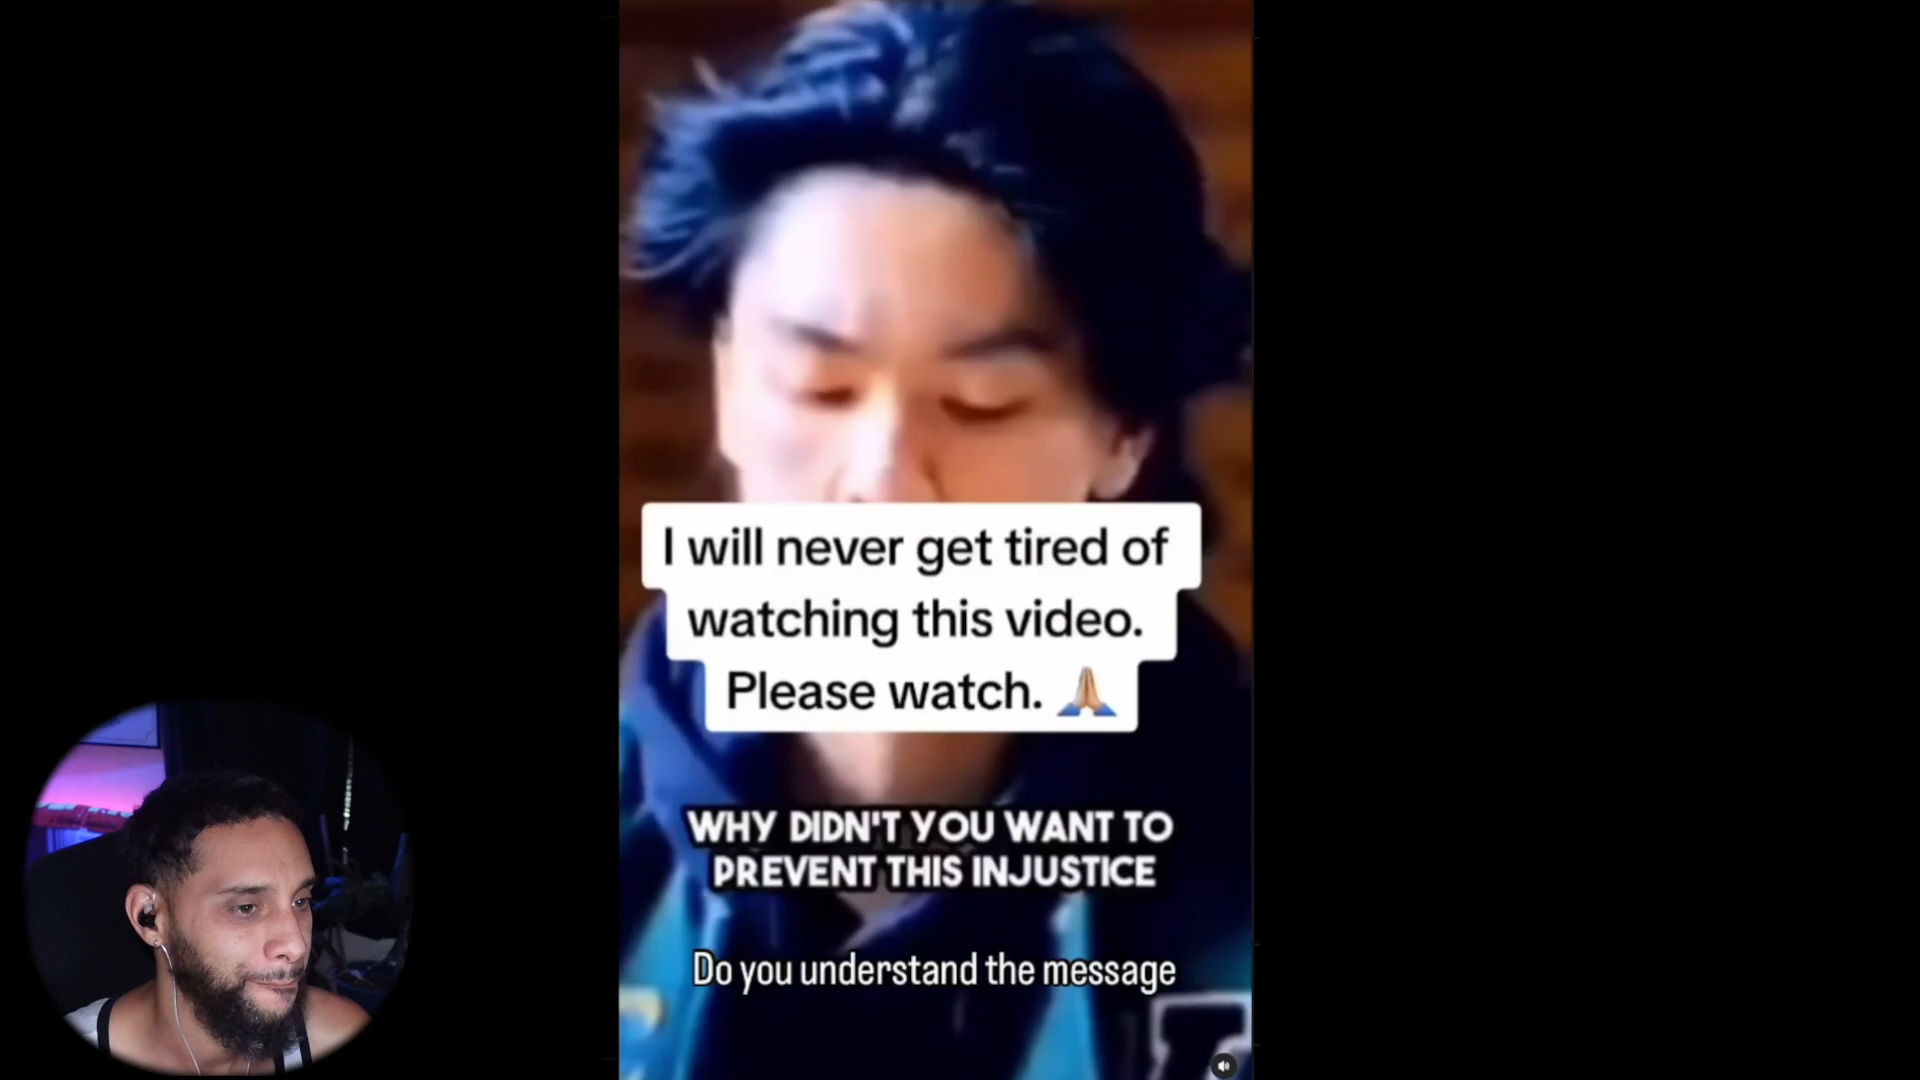 I will never get tired of
watching this video.
Please watch. 🙏🏼
WHY DIDN'T YOU WANT TO
PREVENT THIS INJUSTICE
Do you understand the message